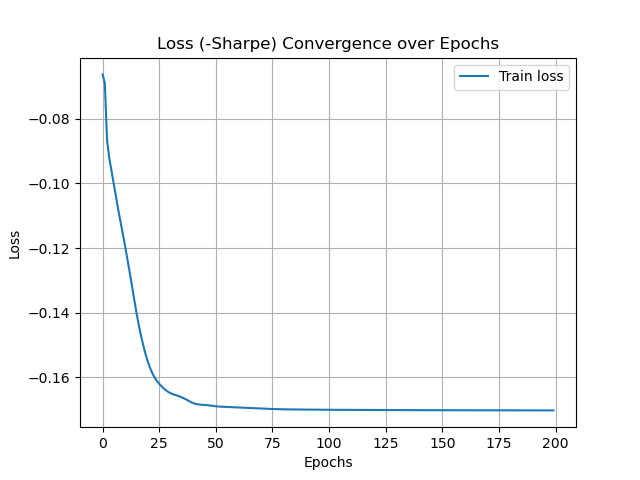 Loss (-Sharpe) Convergence over Epochs
Train loss
Loss
−0.08
−0.10
−0.12
−0.14
−0.16
0 25 50 75 100 125 150 175 200
Epochs